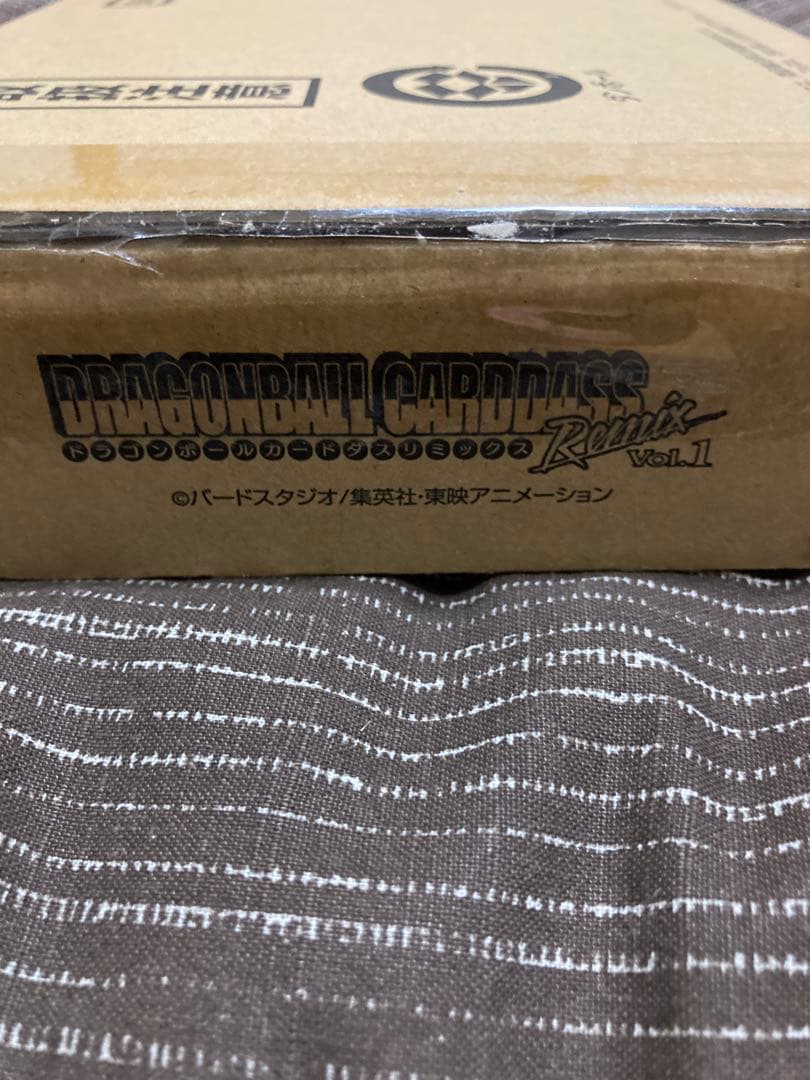 DRAGONBALL CARDDASS
Remix
ドラゴンボールカードダスリミックス
VOL.1
©バードスタジオ/集英社・東映アニメーション